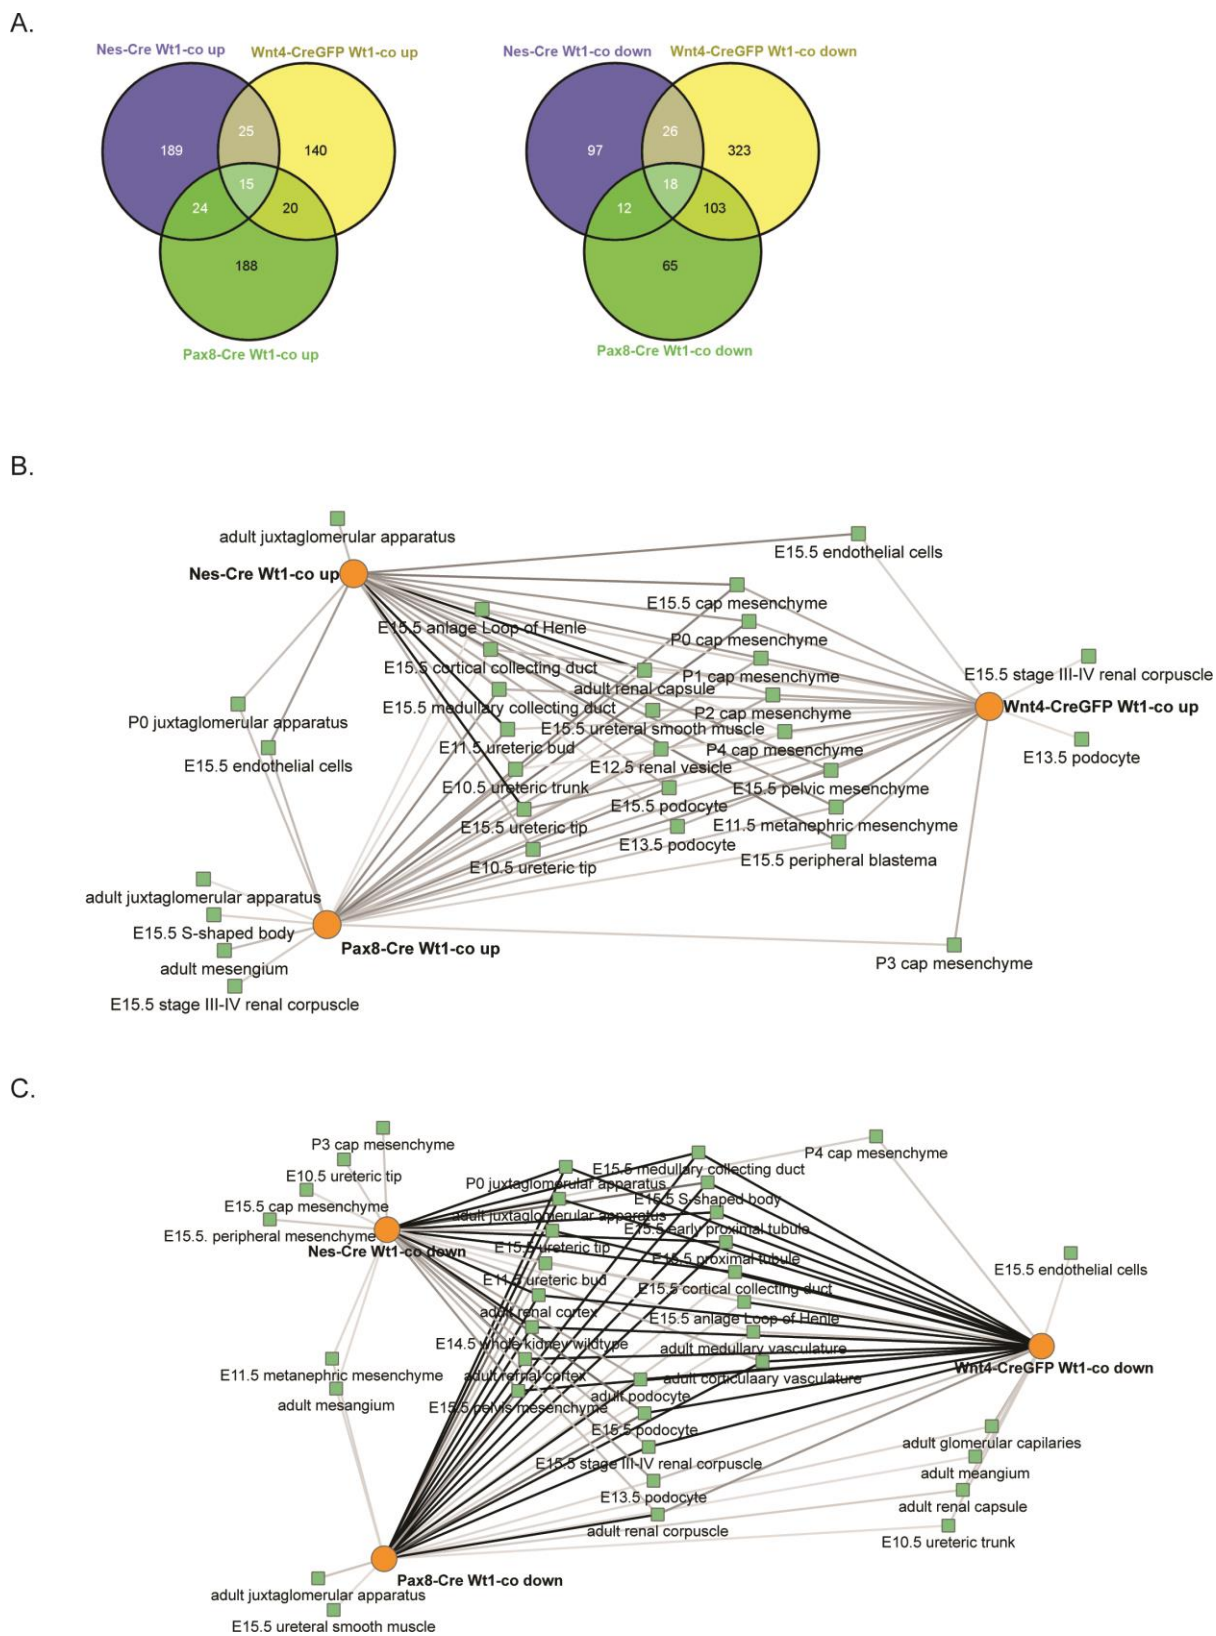 A.
Nes-Cre Wt1-co up
Wnt4-CreGFP Wt1-co up
189
25
140
15
24
20
188
Pax8-Cre Wt1-co up
Nes-Cre Wt1-co down
Wnt4-CreGFP Wt1-co down
97
26
323
18
12
103
65
Pax8-Cre Wt1-co down
B.
adult juxtaglomerular apparatus
Nes-Cre Wt1-co up
E15.5 endothelial cells
E15.5 cap mesenchyme
E15.5 anlage Loop of Henle
P0 cap mesenchyme
E15.5 cortical collecting duct
P1 cap mesenchyme
E15.5 stage III-IV renal corpuscle
adult renal capsule
E15.5 medullary collecting duct
Wnt4-CreGFP Wt1-co up
P2 cap mesenchyme
P0 juxtaglomerular apparatus
E15.5 ureteral smooth muscle
E11.5 ureteric bud
P4 cap mesenchyme
E13.5 podocyte
E15.5 endothelial cells
E12.5 renal vesicle
E10.5 ureteric trunk
E15.5 pelvic mesenchyme
E15.5 podocyte
E15.5 ureteric tip
E11.5 metanephric mesenchyme
E13.5 podocyte
E10.5 ureteric tip
E15.5 peripheral blastema
adult juxtaglomerular apparatus
E15.5 S-shaped body
Pax8-Cre Wt1-co up
adult mesengium
P3 cap mesenchyme
E15.5 stage III-IV renal corpuscle
C.
P3 cap mesenchyme
P4 cap mesenchyme
E10.5 ureteric tip
E15.5 medullary collecting duct
P0 juxtaglomorular apparatus
E15.5 cap mesenchyme
E15.5 S-shaped body
adult juxtaglomerular apparatus
E15.5. peripheral mesenchyme
E15.5 early proximal tubule
Nes-Cre Wt1-co down
E15.5 ureteric tip
E15.5 proximal tubule
E15.5 endothelial cells
E11.5 ureteric bud
E15.5 cortical collecting duct
adult renal cortex
E15.5 anlage Loop of Henle
E14.5 whole kidney wildtype
adult medullary vasculature
Wnt4-CreGFP Wt1-co down
E11.5 metanephric mesenchyme
adult remal cortex
adult corticulaary vasculature
adult podocyte
adult mesangium
E15.5 pelvis mesenchyme
E15.5 podocyte
adult glomerular capilaries
E15.5 stage III-IV renal corpuscle
adult meangium
E13.5 podocyte
adult renal capsule
adult renal corpuscle
E10.5 ureteric trunk
Pax8-Cre Wt1-co down
adult juxtaglomerular apparatus
E15.5 ureteral smooth muscle